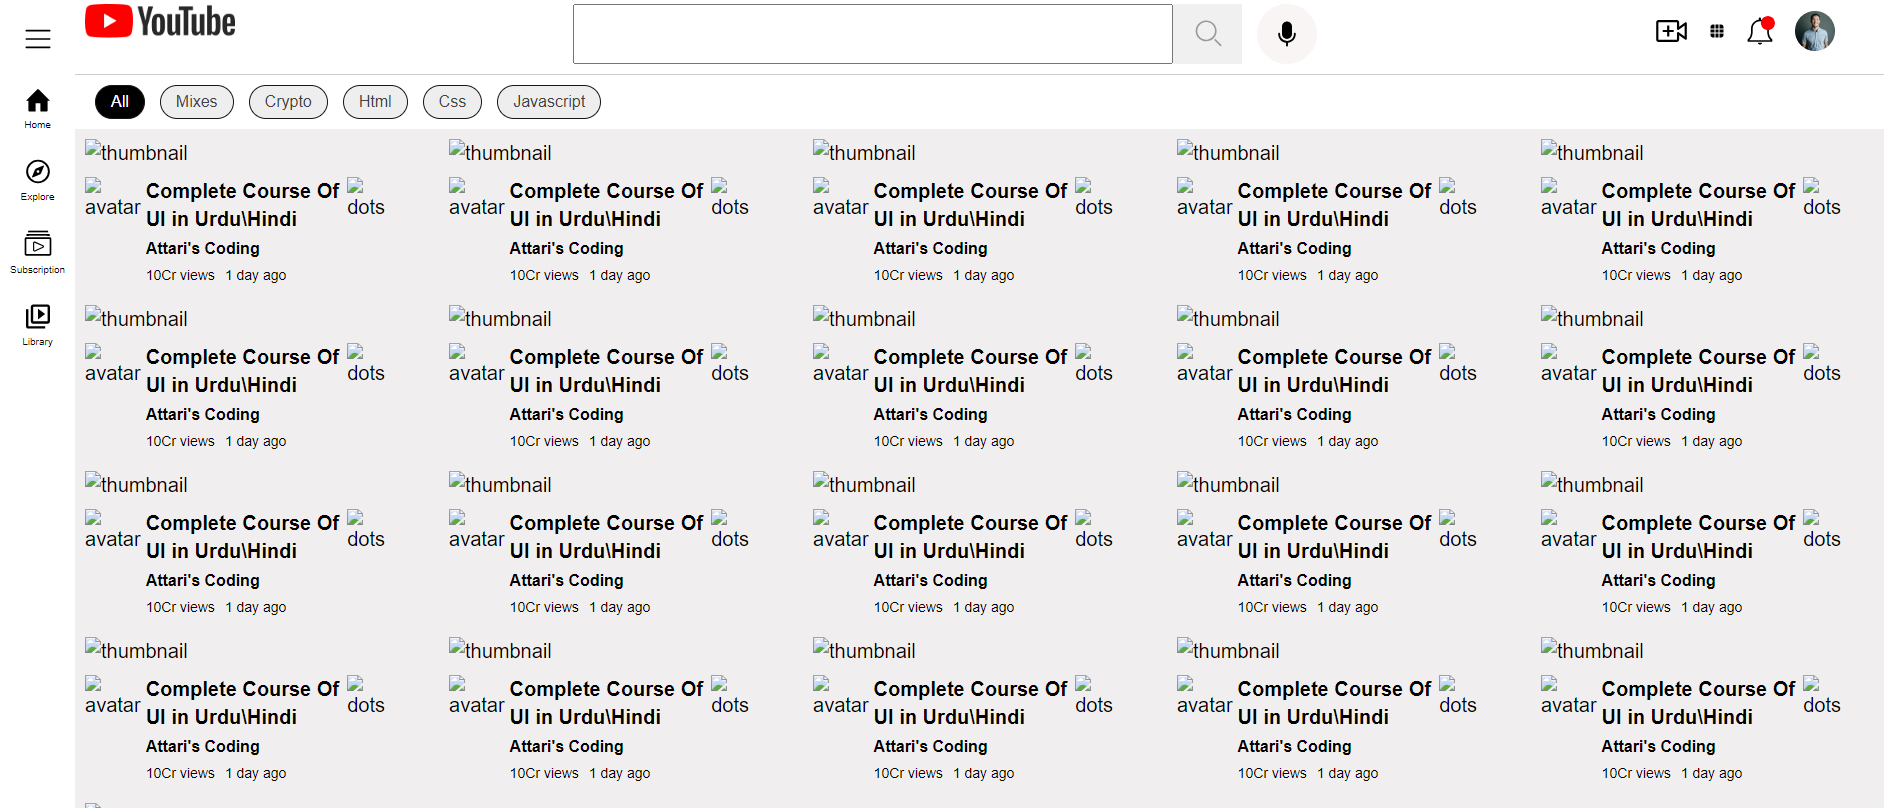 YouTube
All Mixes Crypto Html Css Javascript
Home
Explore
Subscription
Library
thumbnail thumbnail thumbnail thumbnail thumbnail
avatar Complete Course Of dots avatar Complete Course Of dots avatar Complete Course Of dots avatar Complete Course Of dots avatar Complete Course Of dots
UI in Urdu\Hindi UI in Urdu\Hindi UI in Urdu\Hindi UI in Urdu\Hindi UI in Urdu\Hindi
Attari's Coding Attari's Coding Attari's Coding Attari's Coding Attari's Coding
10Cr views 1 day ago 10Cr views 1 day ago 10Cr views 1 day ago 10Cr views 1 day ago 10Cr views 1 day ago
thumbnail thumbnail thumbnail thumbnail thumbnail
avatar Complete Course Of dots avatar Complete Course Of dots avatar Complete Course Of dots avatar Complete Course Of dots avatar Complete Course Of dots
UI in Urdu\Hindi UI in Urdu\Hindi UI in Urdu\Hindi UI in Urdu\Hindi UI in Urdu\Hindi
Attari's Coding Attari's Coding Attari's Coding Attari's Coding Attari's Coding
10Cr views 1 day ago 10Cr views 1 day ago 10Cr views 1 day ago 10Cr views 1 day ago 10Cr views 1 day ago
thumbnail thumbnail thumbnail thumbnail thumbnail
avatar Complete Course Of dots avatar Complete Course Of dots avatar Complete Course Of dots avatar Complete Course Of dots avatar Complete Course Of dots
UI in Urdu\Hindi UI in Urdu\Hindi UI in Urdu\Hindi UI in Urdu\Hindi UI in Urdu\Hindi
Attari's Coding Attari's Coding Attari's Coding Attari's Coding Attari's Coding
10Cr views 1 day ago 10Cr views 1 day ago 10Cr views 1 day ago 10Cr views 1 day ago 10Cr views 1 day ago
thumbnail thumbnail thumbnail thumbnail thumbnail
avatar Complete Course Of dots avatar Complete Course Of dots avatar Complete Course Of dots avatar Complete Course Of dots avatar Complete Course Of dots
UI in Urdu\Hindi UI in Urdu\Hindi UI in Urdu\Hindi UI in Urdu\Hindi UI in Urdu\Hindi
Attari's Coding Attari's Coding Attari's Coding Attari's Coding Attari's Coding
10Cr views 1 day ago 10Cr views 1 day ago 10Cr views 1 day ago 10Cr views 1 day ago 10Cr views 1 day ago